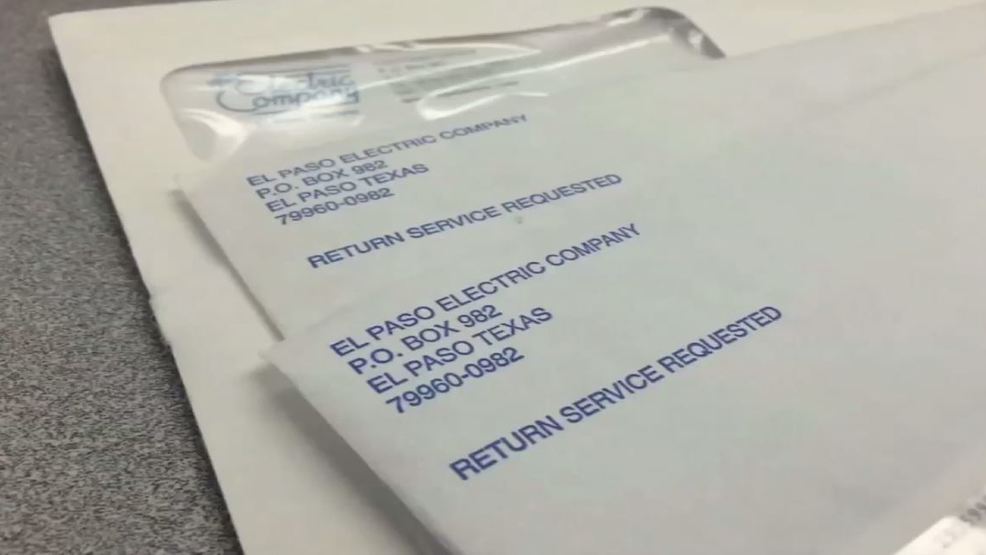 Electric
Company
EL PASO ELECTRIC COMPANY
P.O. BOX 982
EL PASO TEXAS
79960-0982
RETURN SERVICE REQUESTED
EL PASO ELECTRIC COMPANY
P.O. BOX 982
EL PASO TEXAS
79960-0982
RETURN SERVICE REQUESTED